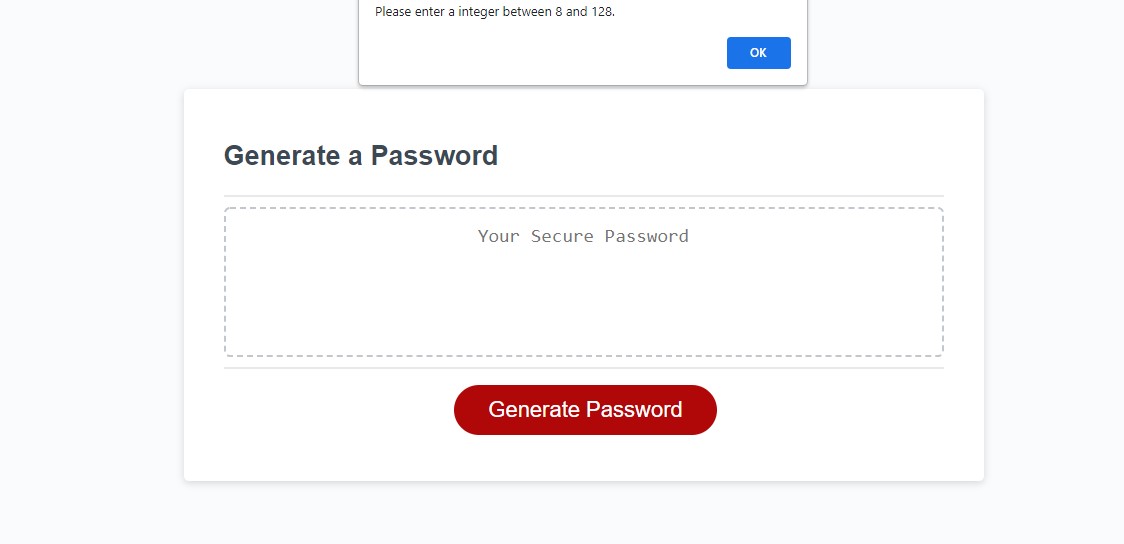 Please enter a integer between 8 and 128.
OK
Generate a Password
Your Secure Password
Generate Password